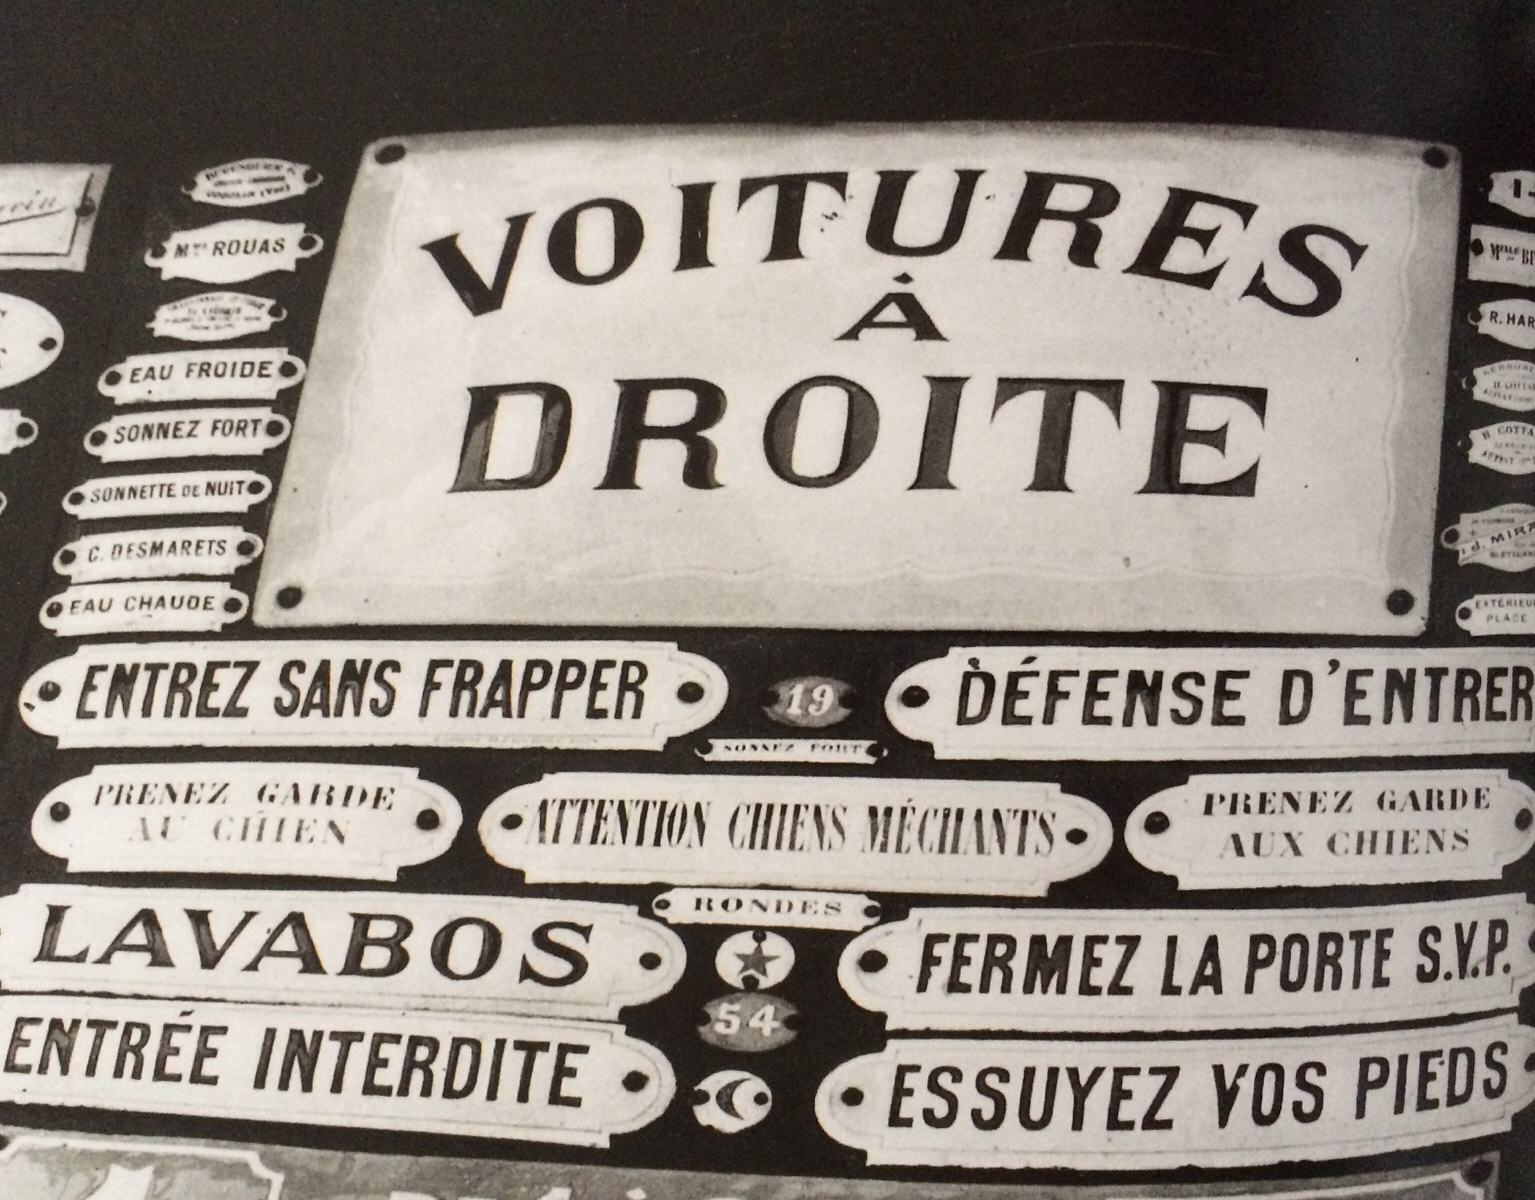 Mme ROUAS
EAU FROIDE
SONNEZ FORT
SONNETTE DE NUIT
C. DESMARETS
EAU CHAUDE
VOITURES
À
DROITE
R. HAR
EXTÉRIEU
PLACE
ENTREZ SANS FRAPPER
19
SONNEZ FORT
DÉFENSE D'ENTRER
PRENEZ GARDE
AU CHIEN
ATTENTION CHIENS MÉCHANTS
PRENEZ GARDE
AUX CHIENS
LAVABOS
RONDES
FERMEZ LA PORTE S.V.P.
54
ENTRÉE INTERDITE
ESSUYEZ VOS PIEDS